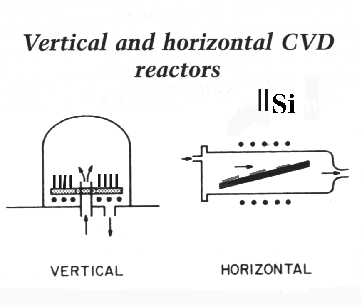 Vertical and horizontal CVD
reactors
||Si
VERTICAL
HORIZONTAL